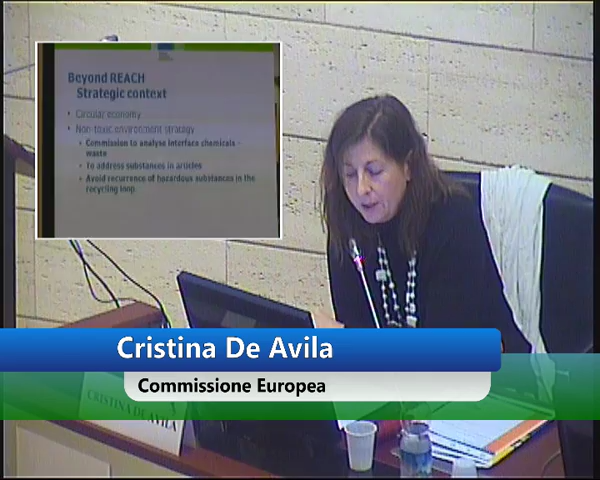 Beyond REACH
Strategic context
• Circular economy
• Non-toxic environment strategy
• Commission to analyse interface chemicals -
waste
• To address substances in articles
• Avoid recurrence of hazardous substances in the
recycling loop.
Cristina De Avila
Commissione Europea
CRISTINA DE AVILA